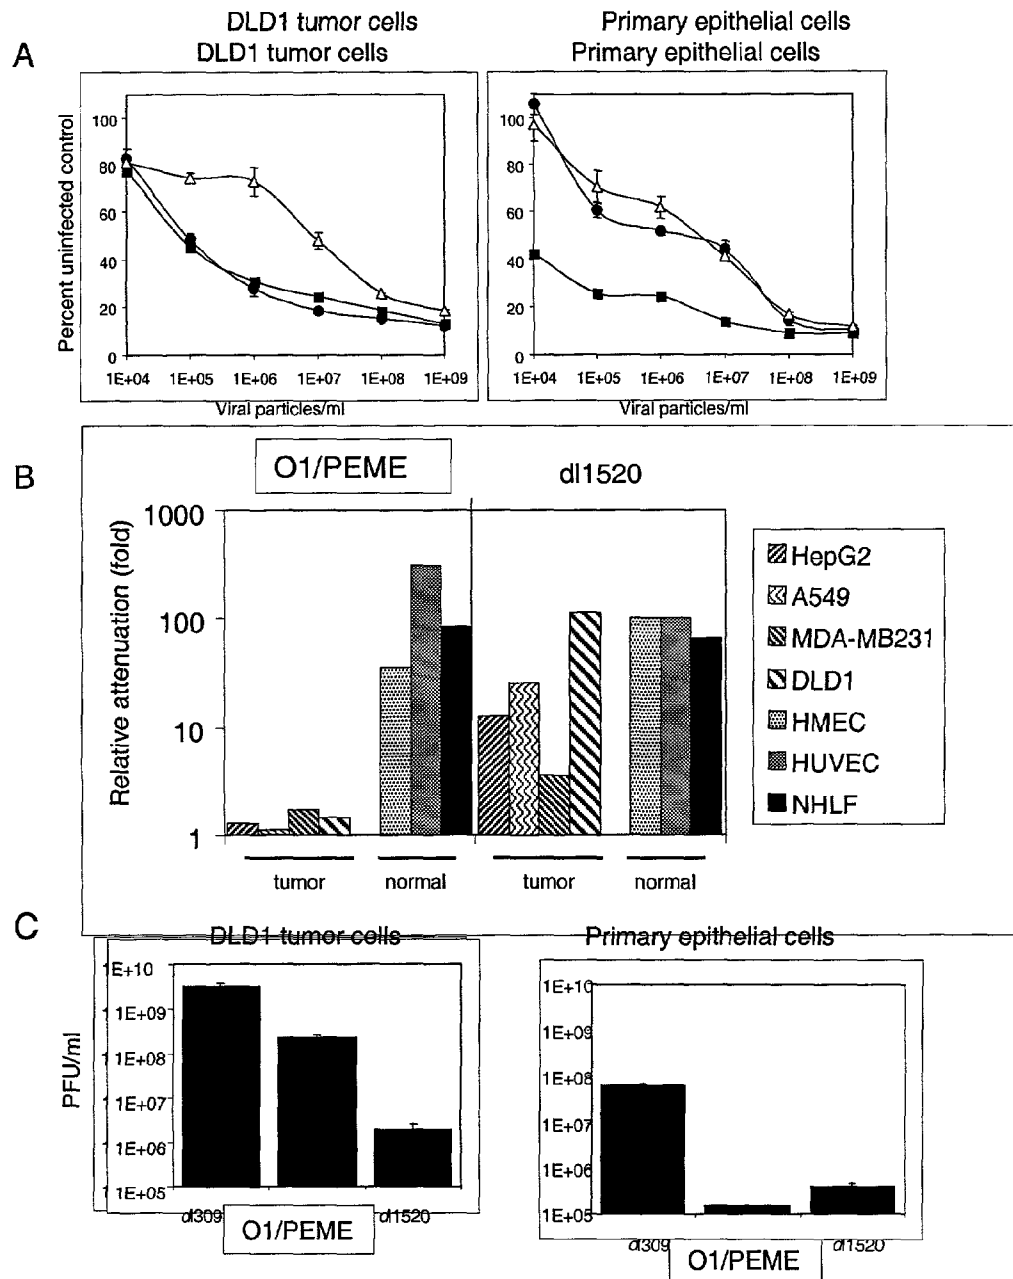 DLD1 tumor cells
Primary epithelial cells
A
DLD1 tumor cells
Primary epithelial cells
Percent uninfected control
100
80
60
40
20
0
1E+04 1E+05 1E+06 1E+07 1E+08 1E+09
Viral particles/ml
100
80
60
40
20
0
1E+04 1E+05 1E+06 1E+07 1E+08 1E+09
Viral particles/ml
B
O1/PEME
dl1520
Relative attenuation (fold)
1000
100
10
1
tumor
normal
tumor
normal
HepG2
A549
MDA-MB231
DLD1
HMEC
HUVEC
NHLF
C
DLD1 tumor cells
Primary epithelial cells
PFU/ml
1E+10
1 1E+09
1 1E+08
1 1E+07
1 1E+06
1 1E+05
dl309
dl1520
O1/PEME
1E+10
1E+09
1E+08
1E+07
1E+06
1E+05
dl309
dl1520
O1/PEME